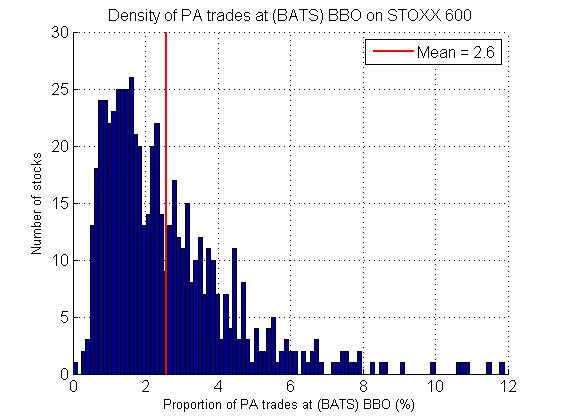 Density of PA trades at (BATS) BBO on STOXX 600
Mean = 2.6
Number of stocks
30
25
20
15
10
5
0
0 2 4 6 8 10 12
Proportion of PA trades at (BATS) BBO (%)